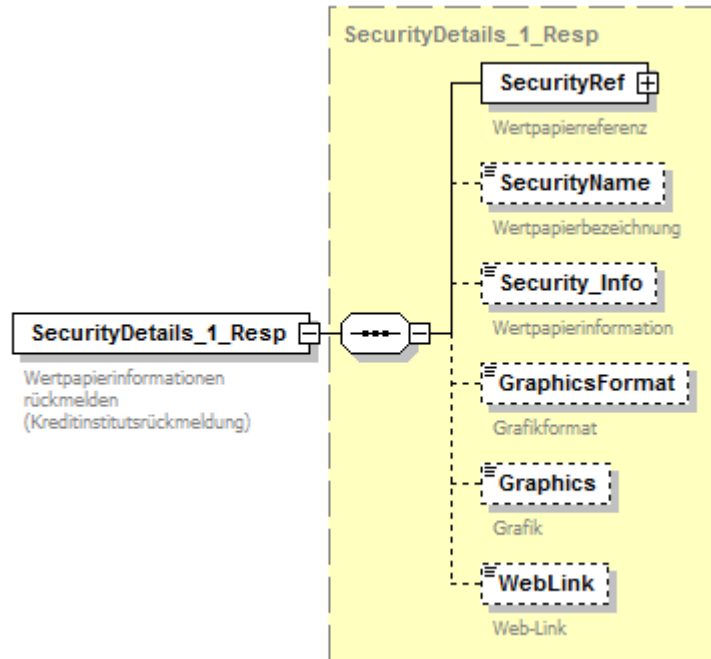 SecurityDetails_1_Resp
SecurityRef
Wertpapierreferenz
SecurityName
Wertpapierbezeichnung
Security_Info
Wertpapierinformation
SecurityDetails_1_Resp
Wertpapierinformationen
rückmelden
(Kreditinstitutsrückmeldung)
GraphicsFormat
Grafikformat
Graphics
Grafik
WebLink
Web-Link